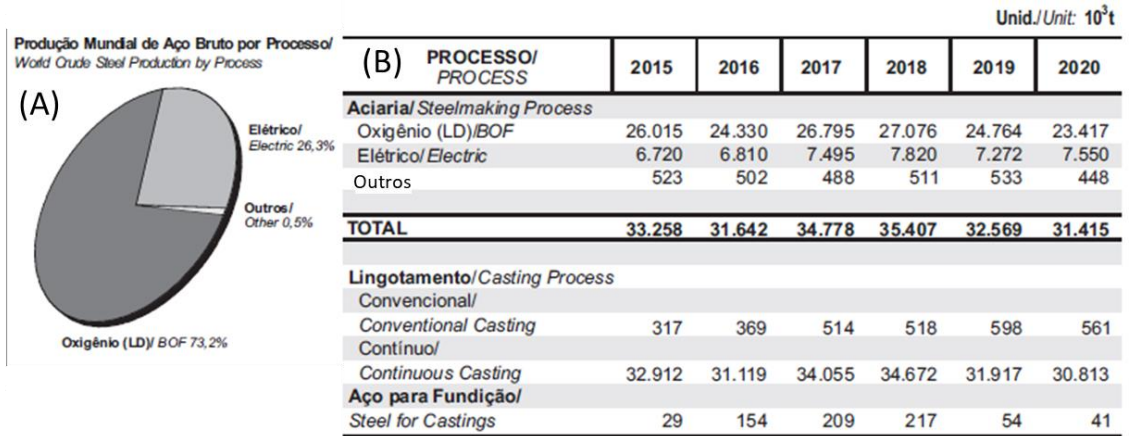 Unid./Unit: 10³t
Produção Mundial de Aço Bruto por Processo/
World Crude Steel Production by Process
(A)
Elétrico/
Electric 26,3%
Outros/
Other 0,5%
Oxigênio (LD)/ BOF 73,2%
(B) PROCESSO/ 2015 2016 2017 2018 2019 2020
PROCESS
Aciaria/Steelmaking Process
Oxigênio (LD)/BOF 26.015 24.330 26.795 27.076 24.764 23.417
Elétrico/Electric 6.720 6.810 7.495 7.820 7.272 7.550
Outros 523 502 488 511 533 448
TOTAL 33.258 31.642 34.778 35.407 32.569 31.415
Lingotamento/Casting Process
Convencional/
Conventional Casting 317 369 514 518 598 561
Contínuo/
Continuous Casting 32.912 31.119 34.055 34.672 31.917 30.813
Aço para Fundição/
Steel for Castings 29 154 209 217 54 41